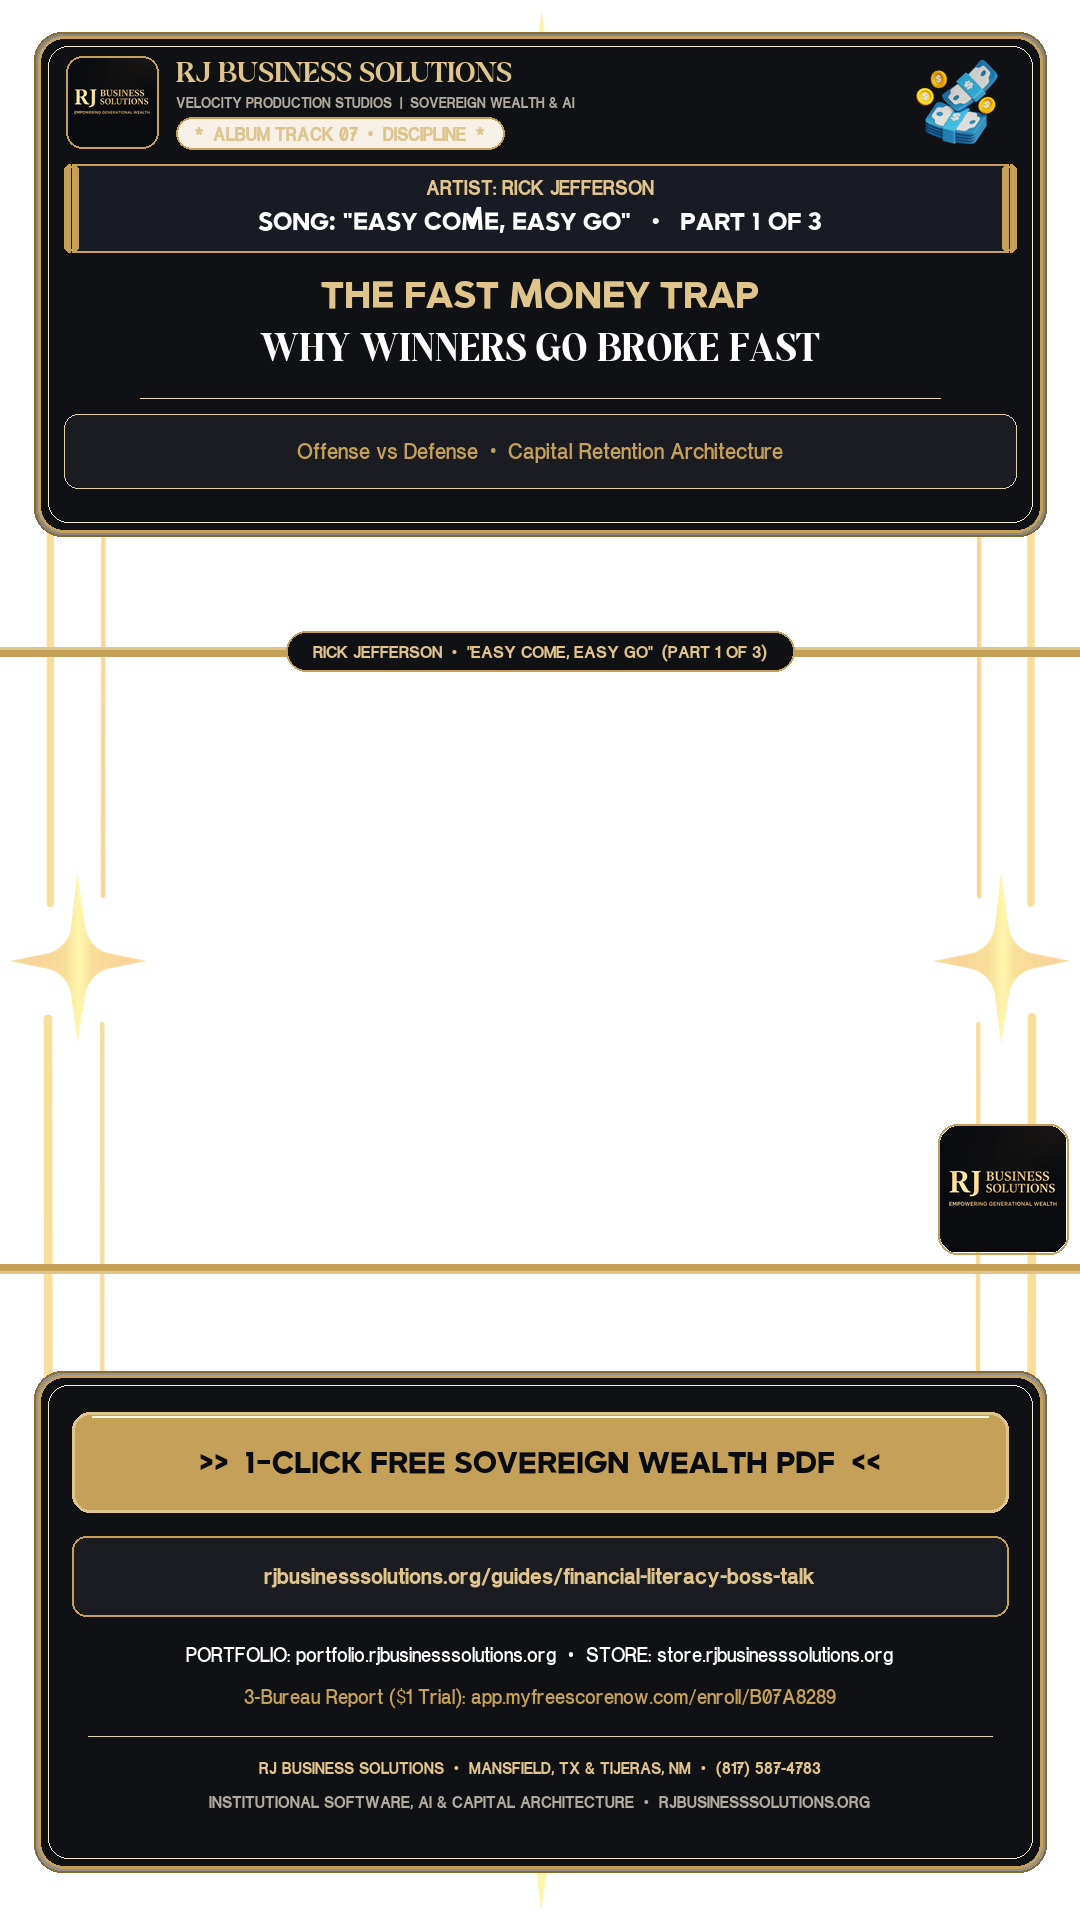 RJ BUSINESS SOLUTIONS
EMPOWERING GENERATIONAL WEALTH
RJ BUSINESS SOLUTIONS
VELOCITY PRODUCTION STUDIOS | SOVEREIGN WEALTH & AI
* ALBUM TRACK 07 • DISCIPLINE *
ARTIST: RICK JEFFERSON
SONG: "EASY COME, EASY GO" • PART 1 OF 3
THE FAST MONEY TRAP
WHY WINNERS GO BROKE FAST
Offense vs Defense • Capital Retention Architecture
RICK JEFFERSON • "EASY COME, EASY GO" (PART 1 OF 3)
RJ BUSINESS SOLUTIONS
EMPOWERING GENERATIONAL WEALTH
>> 1-CLICK FREE SOVEREIGN WEALTH PDF <<
rjbusinesssolutions.org/guides/financial-literacy-boss-talk
PORTFOLIO: portfolio.rjbusinesssolutions.org • STORE: store.rjbusinesssolutions.org
3-Bureau Report ($1 Trial): app.myfreescorenow.com/enroll/B07A8289
RJ BUSINESS SOLUTIONS • MANSFIELD, TX & TIJERAS, NM • (817) 587-4783
INSTITUTIONAL SOFTWARE, AI & CAPITAL ARCHITECTURE • RJBUSINESSSOLUTIONS.ORG